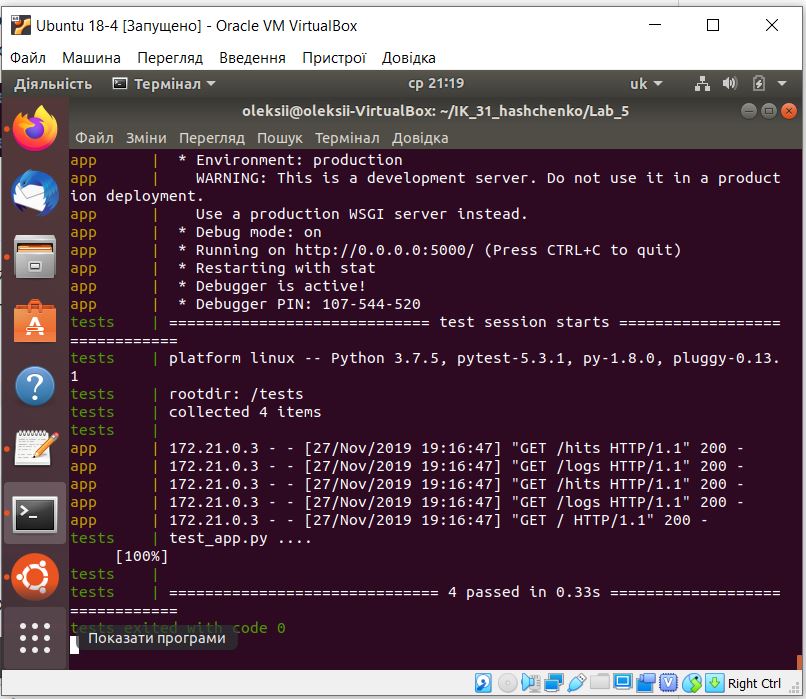 Ubuntu 18-4 [Запущено] - Oracle VM VirtualBox
Файл Машина Перегляд Введення Пристрої Довідка
Діяльність Термінал ср 21:19 uk
oleksii@oleksii-VirtualBox: ~/IK_31_hashchenko/Lab_5
Файл Зміни Перегляд Пошук Термінал Довідка
app | * Environment: production
app | WARNING: This is a development server. Do not use it in a product
ion deployment.
app | Use a production WSGI server instead.
app | * Debug mode: on
app | * Running on http://0.0.0.0:5000/ (Press CTRL+C to quit)
app | * Restarting with stat
app | * Debugger is active!
app | * Debugger PIN: 107-544-520
tests | ============================= test session starts ==================
============
tests | platform linux -- Python 3.7.5, pytest-5.3.1, py-1.8.0, pluggy-0.13.
1
tests | rootdir: /tests
tests | collected 4 items
tests |
app | 172.21.0.3 - - [27/Nov/2019 19:16:47] "GET /hits HTTP/1.1" 200 -
app | 172.21.0.3 - - [27/Nov/2019 19:16:47] "GET /logs HTTP/1.1" 200 -
app | 172.21.0.3 - - [27/Nov/2019 19:16:47] "GET /hits HTTP/1.1" 200 -
app | 172.21.0.3 - - [27/Nov/2019 19:16:47] "GET /logs HTTP/1.1" 200 -
app | 172.21.0.3 - - [27/Nov/2019 19:16:47] "GET / HTTP/1.1" 200 -
tests | test_app.py ....
[100%]
tests |
tests | ============================== 4 passed in 0.33s ===================
============
tests exited with code 0
Показати програми
Right Ctrl